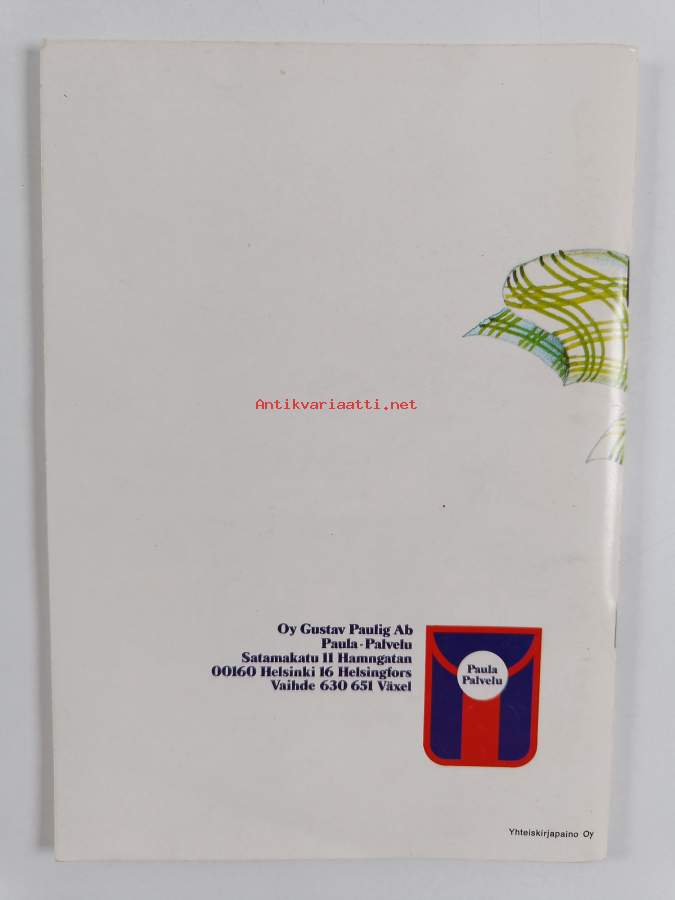 Antikvariaatti.net
Oy Gustav Paulig Ab
Paula-Palvelu
Satamakatu 11 Hamngatan
00160 Helsinki 16 Helsingfors
Vaihde 630 651 Växel
Paula
Palvelu
Yhteiskirjapaino Oy